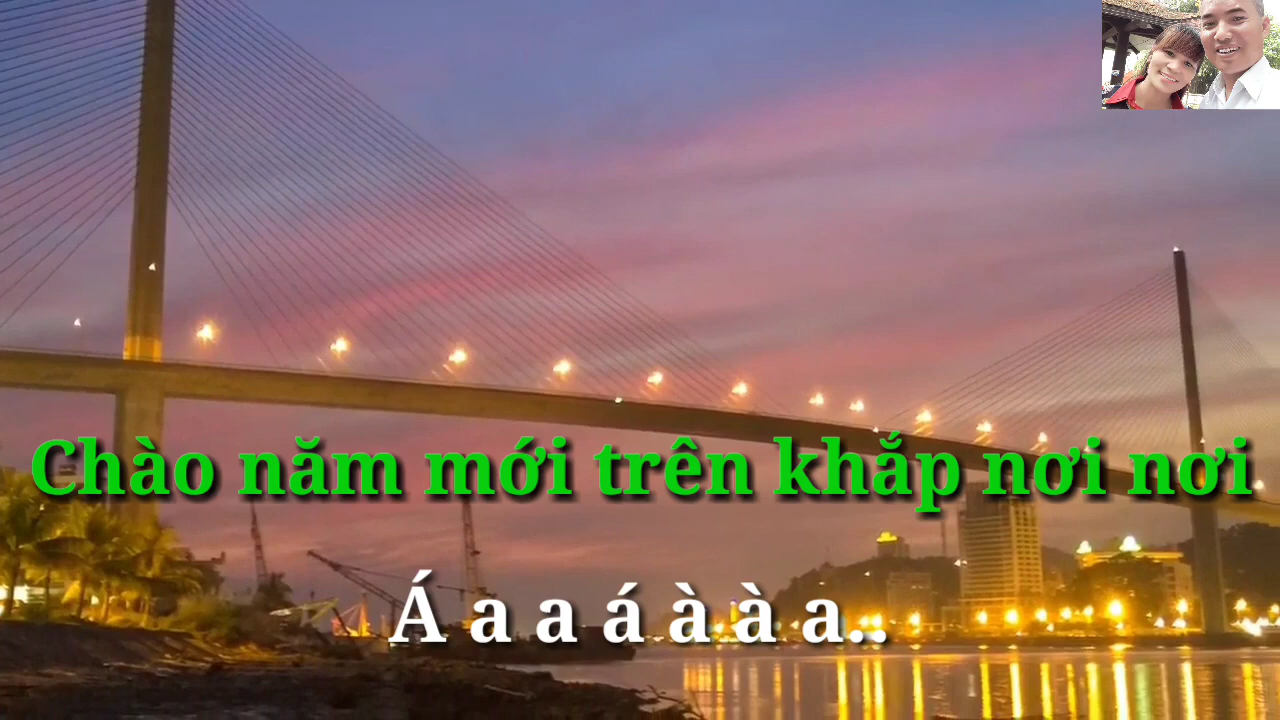 Chào năm mới trên khắp nơi nơi
Á a a á à à a..